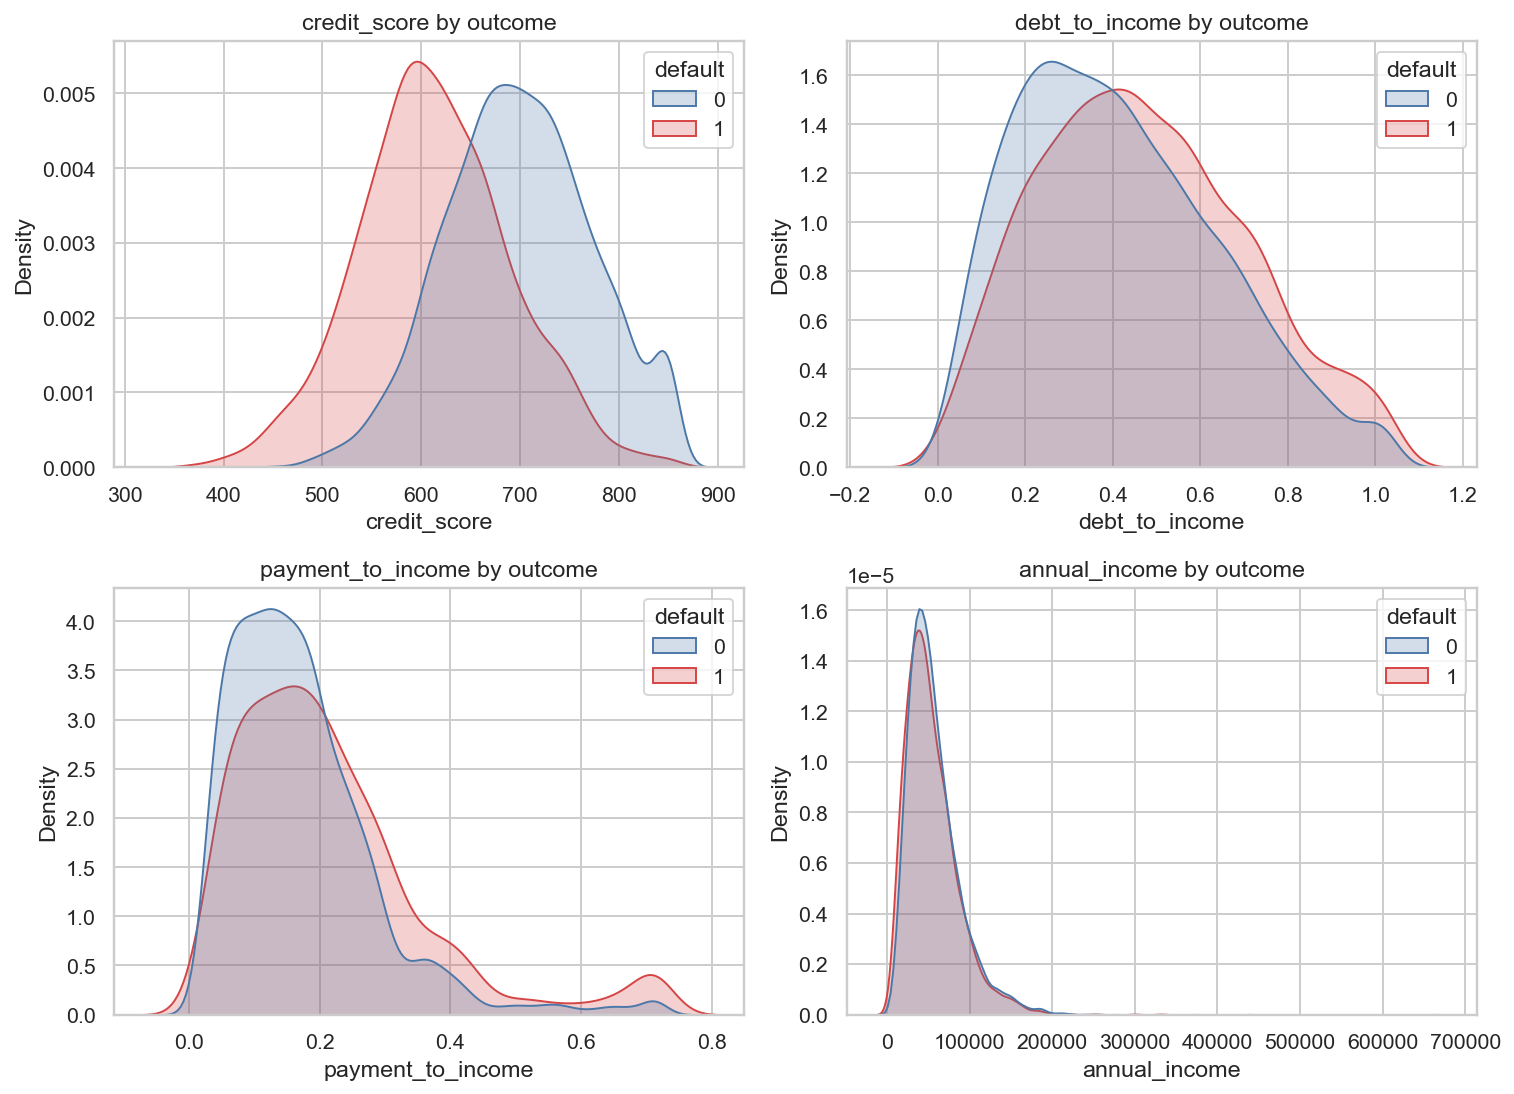 credit_score by outcome
default
0
1
Density
0.005
0.004
0.003
0.002
0.001
0.000
300 400 500 600 700 800 900
credit_score
debt_to_income by outcome
default
0
1
Density
1.6
1.4
1.2
1.0
0.8
0.6
0.4
0.2
0.0
−0.2 0.0 0.2 0.4 0.6 0.8 1.0 1.2
debt_to_income
payment_to_income by outcome
default
0
1
Density
4.0
3.5
3.0
2.5
2.0
1.5
1.0
0.5
0.0
0.0 0.2 0.4 0.6 0.8
payment_to_income
annual_income by outcome
1e−5
default
0
1
Density
1.6
1.4
1.2
1.0
0.8
0.6
0.4
0.2
0.0
0 100000 200000 300000 400000 500000 600000 700000
annual_income